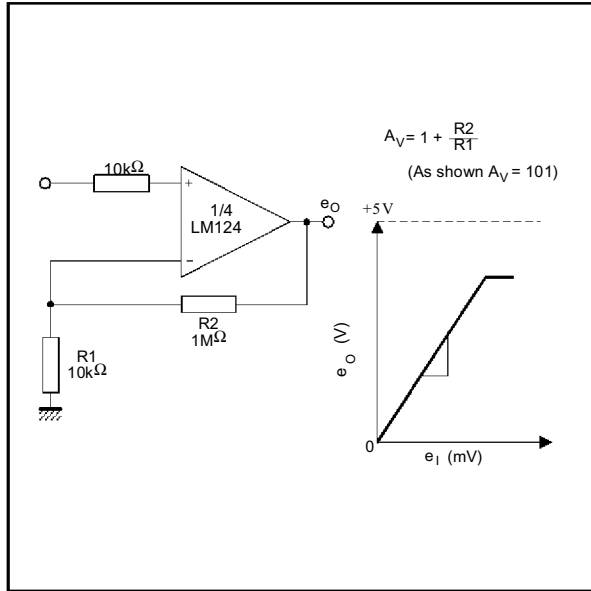 10kΩ
+
1/4
LM124
-
e_O
R2
1MΩ
R1
10kΩ
A_V = 1 + R2/R1
(As shown A_V = 101)
+5V
e_O (V)
0
e_I (mV)